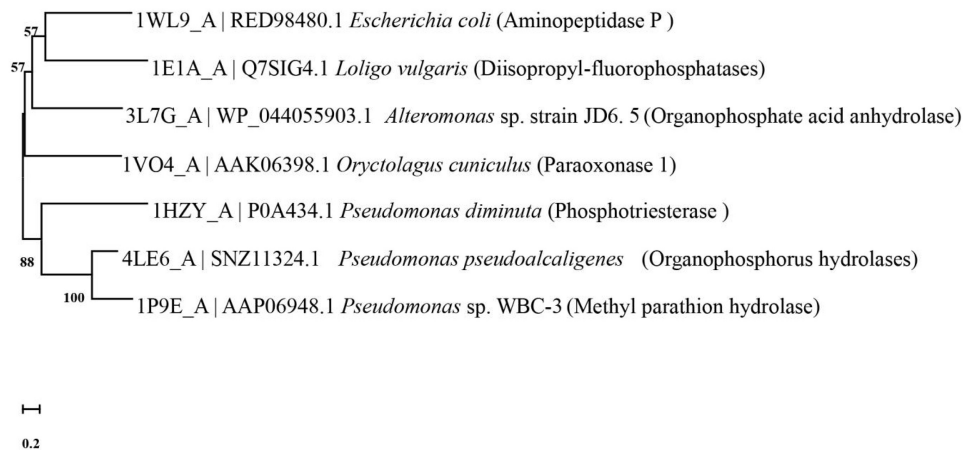 57
1WL9_A | RED98480.1 Escherichia coli (Aminopeptidase P )
57
1E1A_A | Q7SIG4.1 Loligo vulgaris (Diisopropyl-fluorophosphatases)
3L7G_A | WP_044055903.1 Alteromonas sp. strain JD6. 5 (Organophosphate acid anhydrolase)
1VO4_A | AAK06398.1 Oryctolagus cuniculus (Paraoxonase 1)
1HZY_A | P0A434.1 Pseudomonas diminuta (Phosphotriesterase )
88
4LE6_A | SNZ11324.1 Pseudomonas pseudoalcaligenes (Organophosphorus hydrolases)
100
1P9E_A | AAP06948.1 Pseudomonas sp. WBC-3 (Methyl parathion hydrolase)
0.2